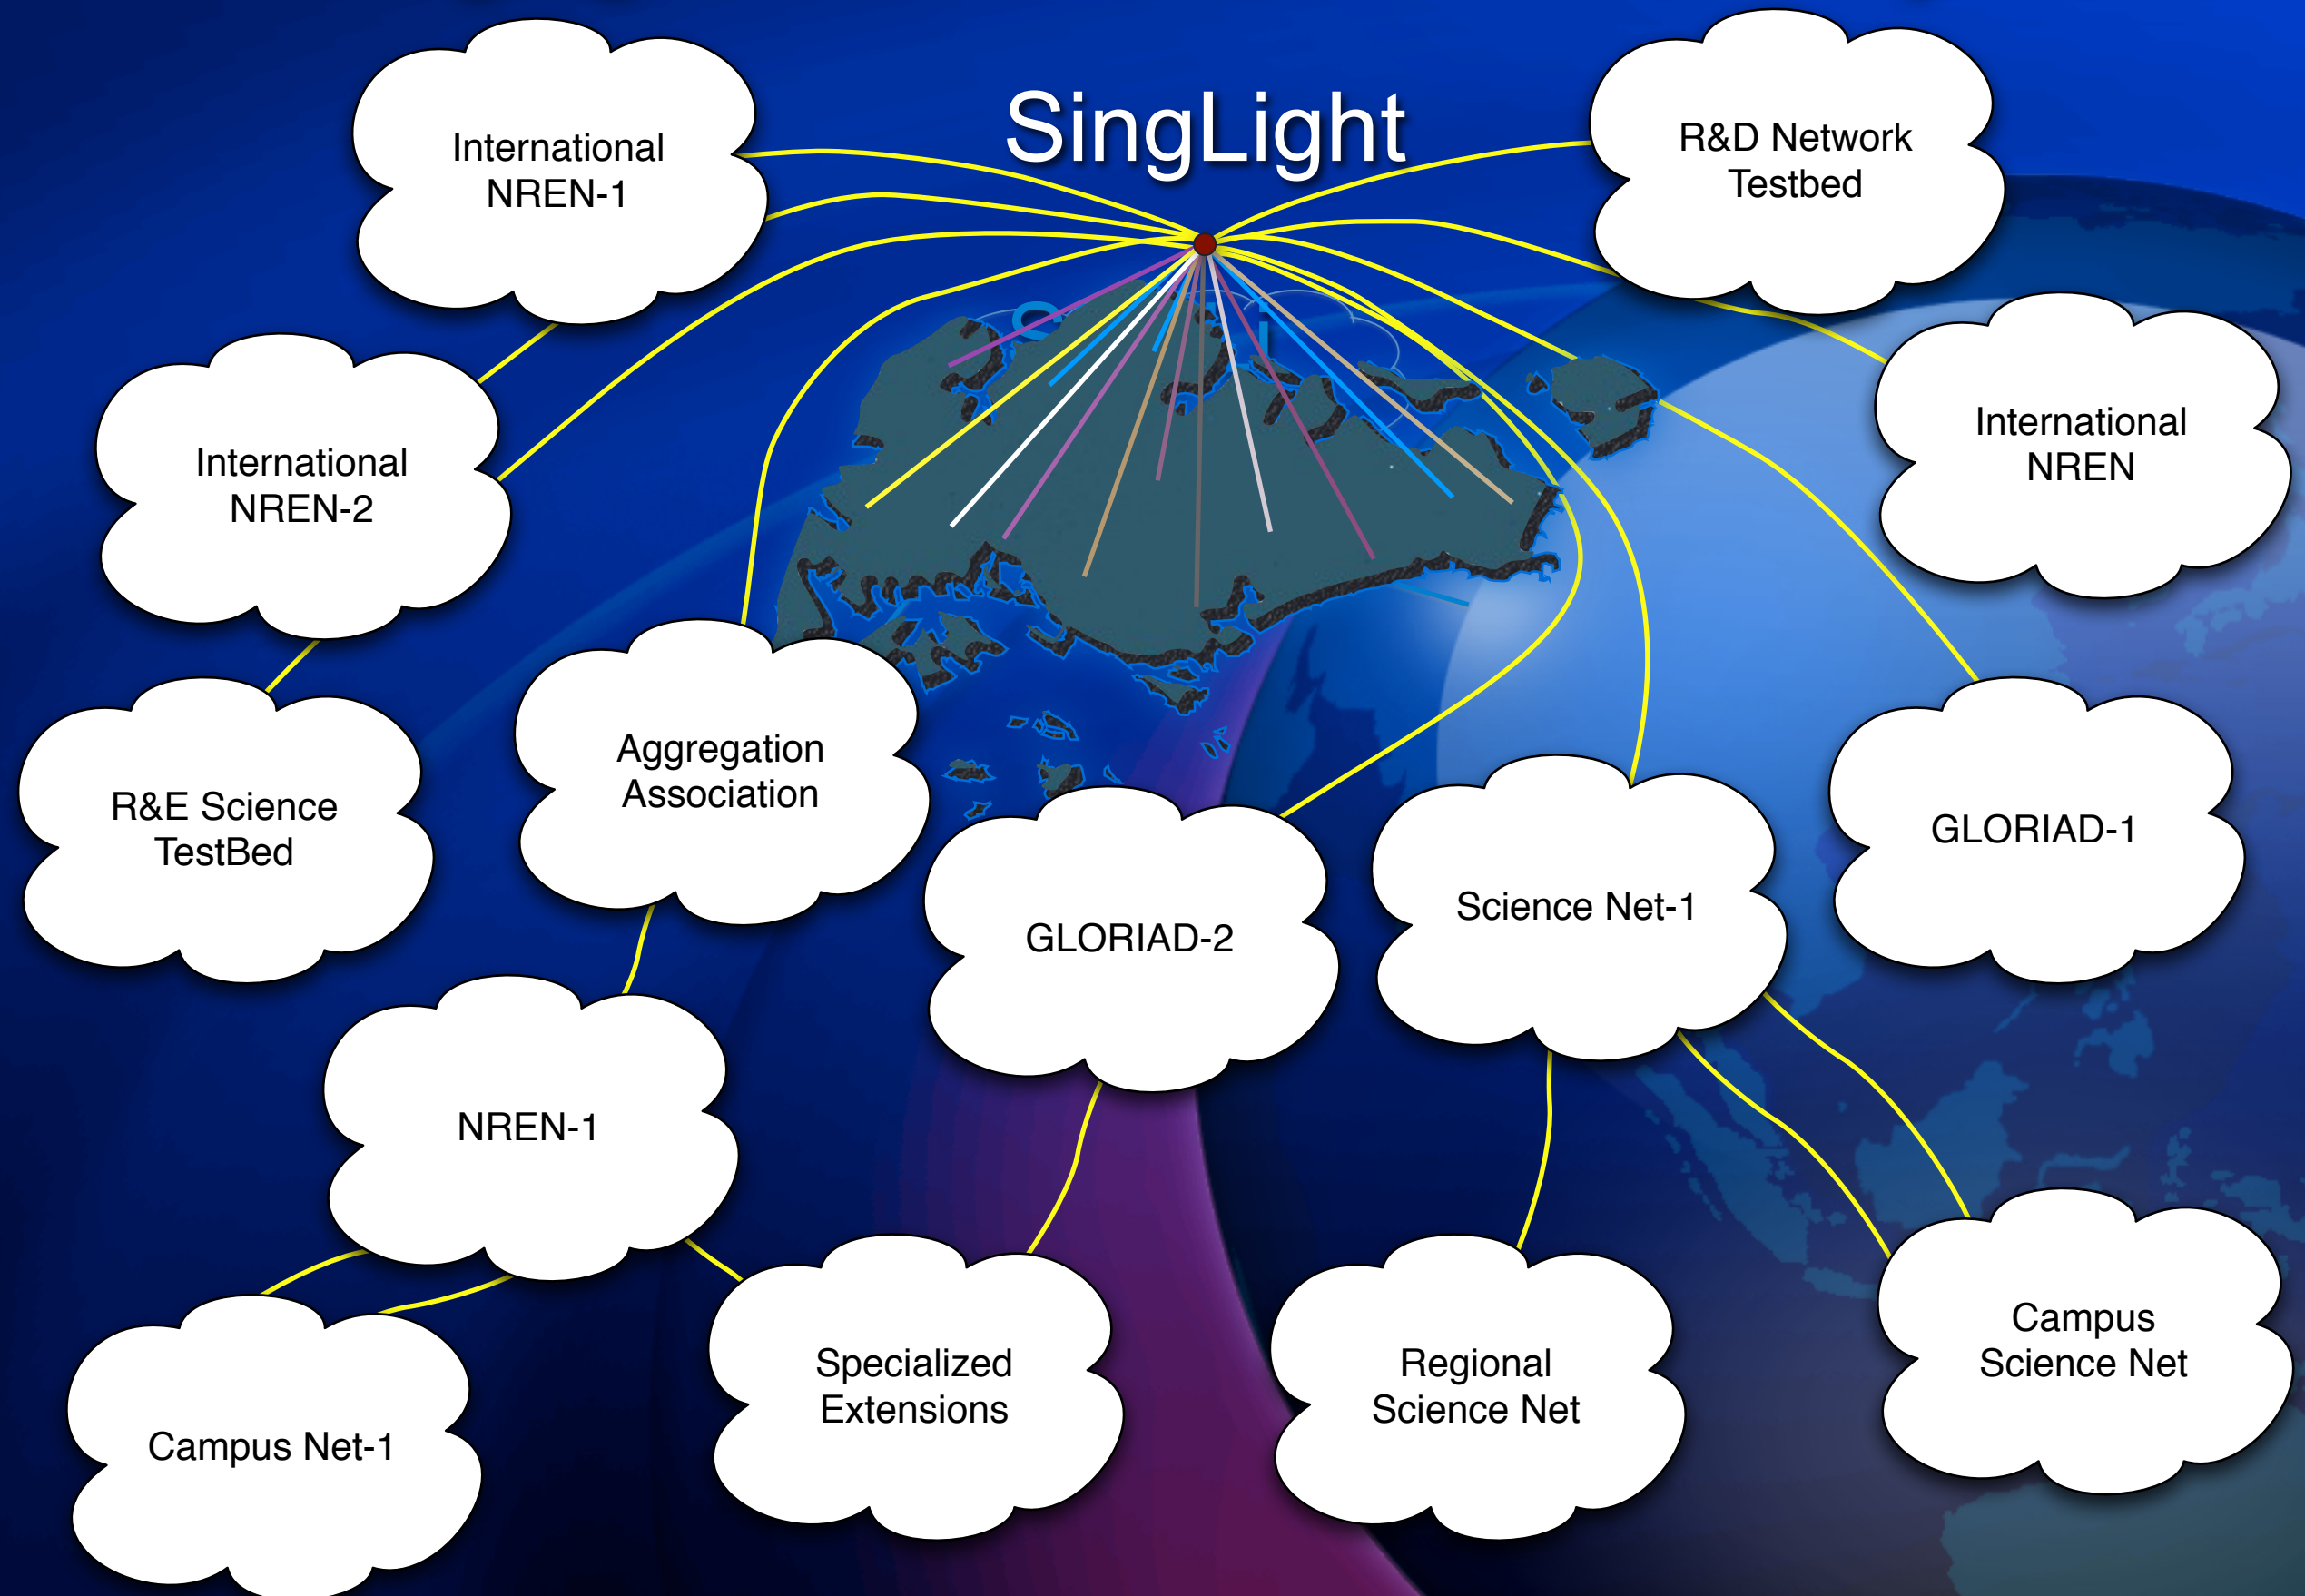 SingLight
International
NREN-1
R&D Network
Testbed
International
NREN-2
International
NREN
Aggregation
Association
R&E Science
TestBed
GLORIAD-1
Science Net-1
GLORIAD-2
NREN-1
Campus
Science Net
Specialized
Extensions
Regional
Science Net
Campus Net-1